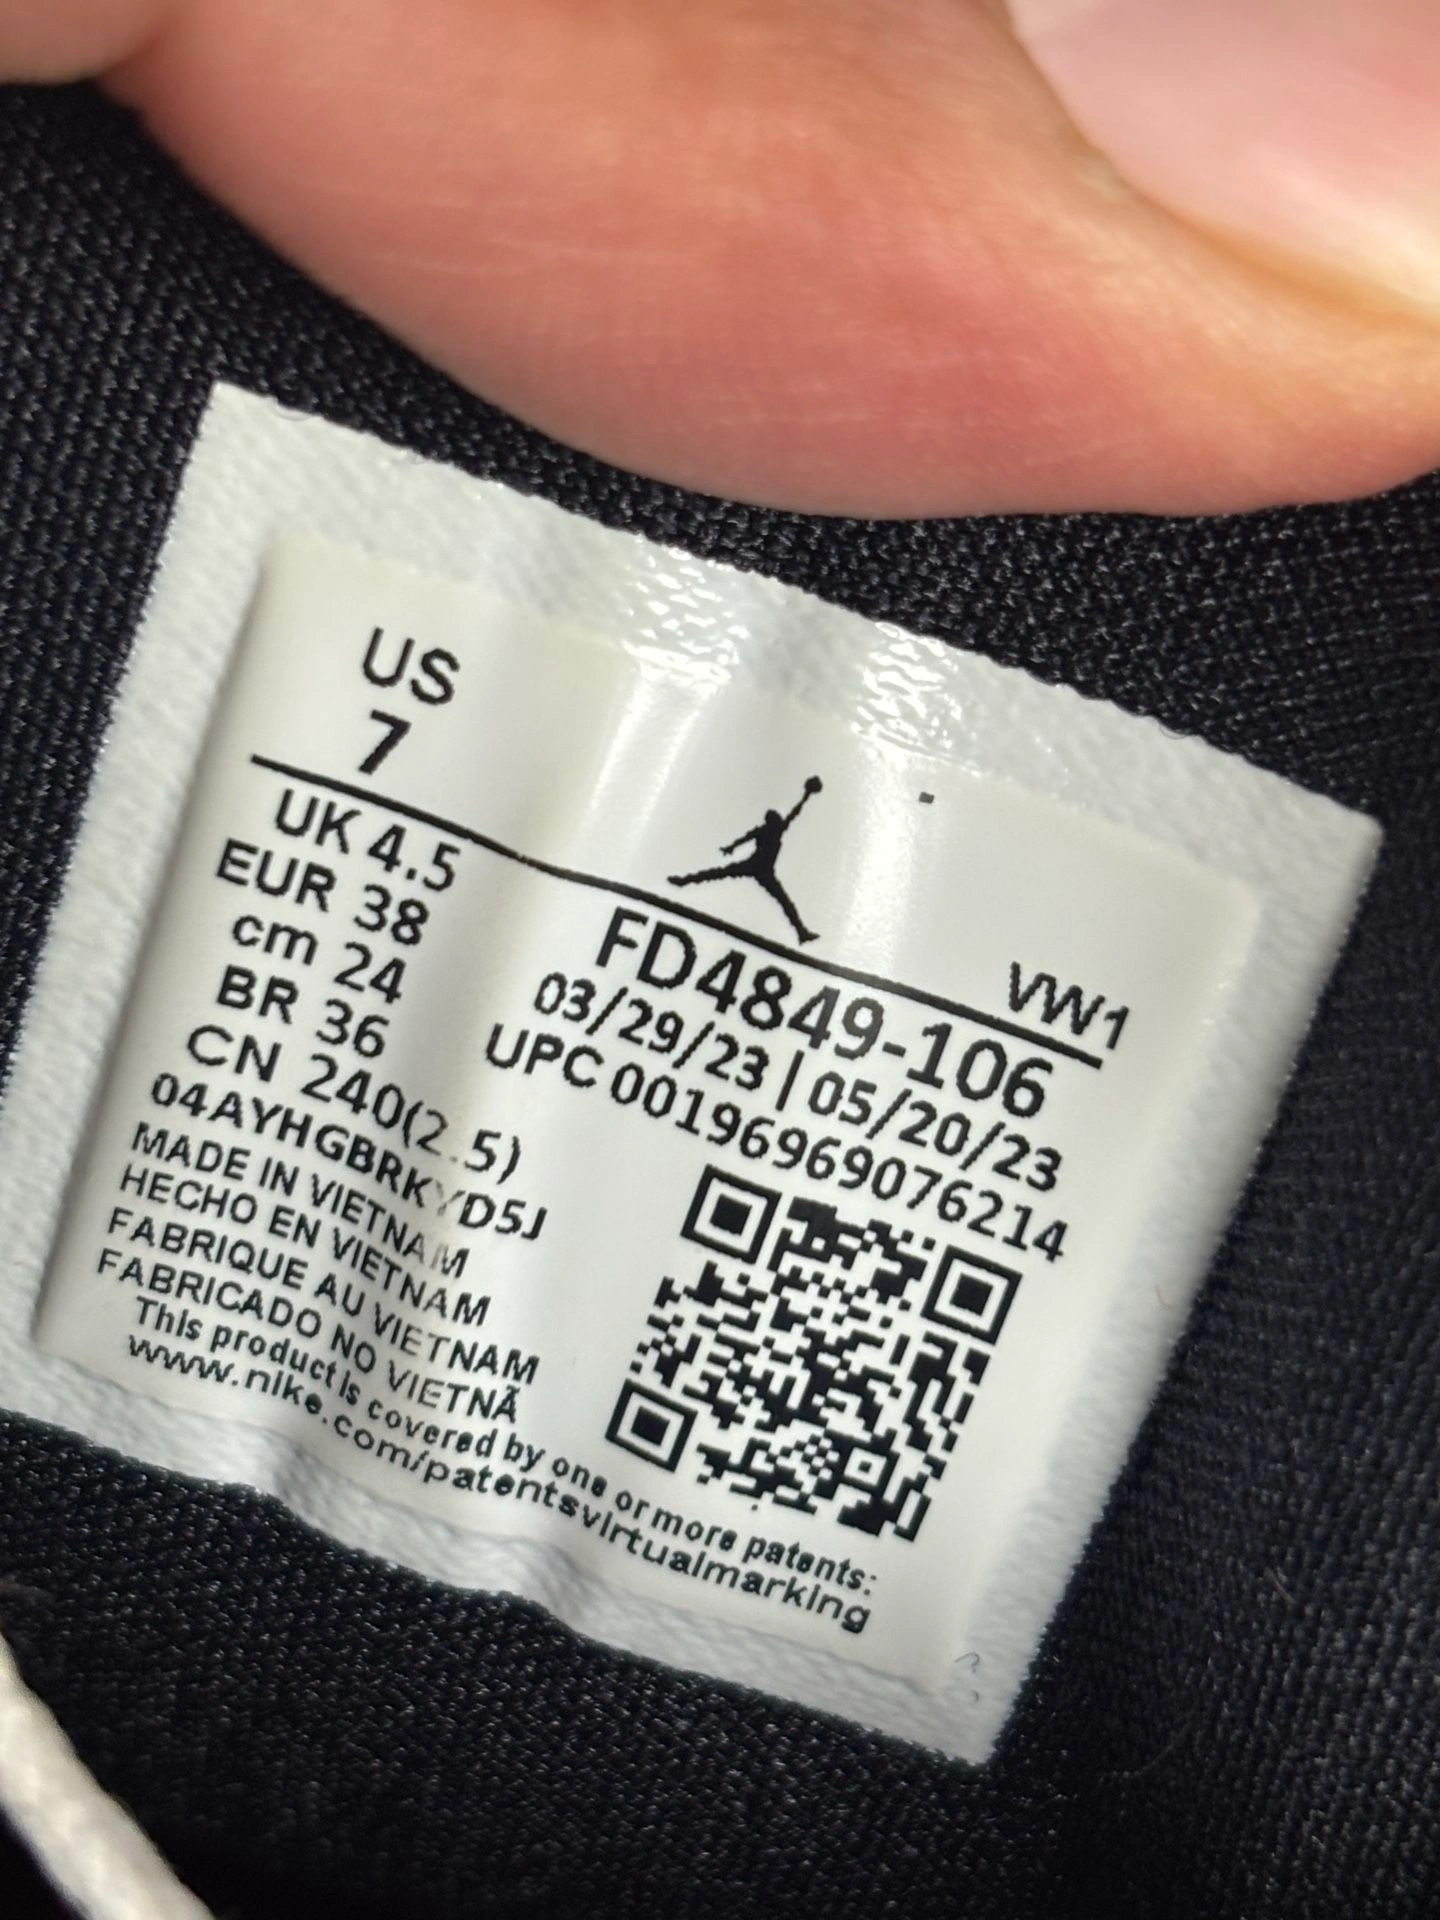 US
7
VW1
UK 4.5
EUR 38
cm 24
BR 36
CN 240(2.5)
04AYHGBRKYD5J
MADE IN VIETNAM
HECHO EN VIETNAM
FABRIQUE AU VIETNAM
FABRICADO NO VIETNÃ
FD4849-106
03/29/23 | 05/20/23
UPC 00196969076214
This product is covered by one or more patents:
www.nike.com/patentsvirtualmarking